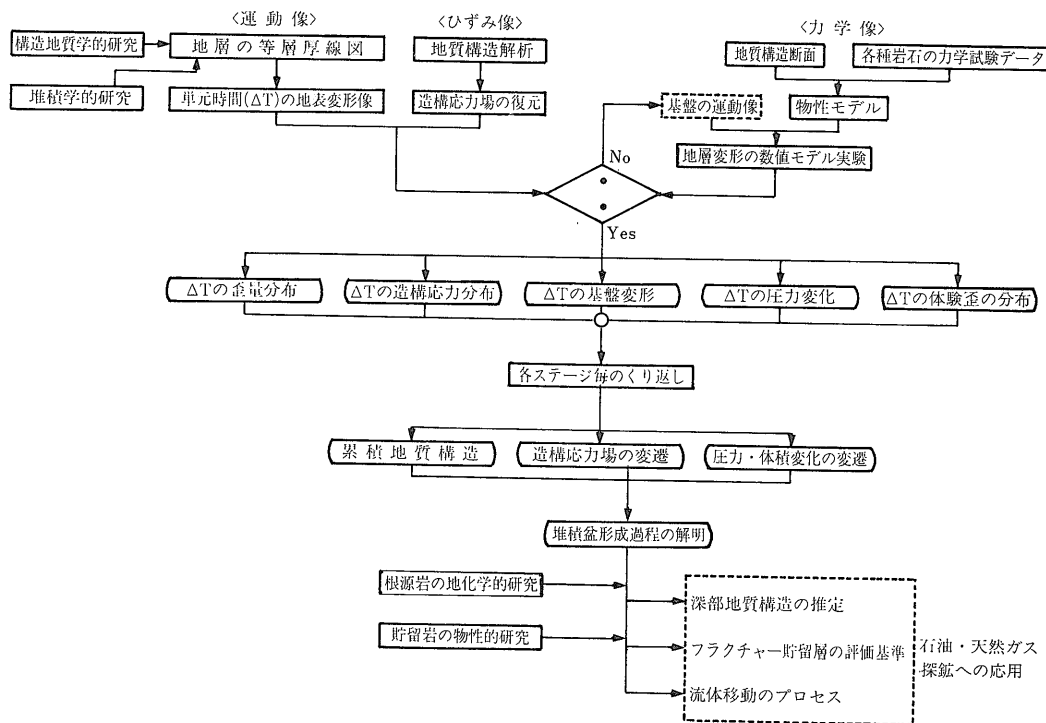 〈運 動 像〉
〈ひずみ像〉
〈力 学 像〉
構造地質学的研究
地 層 の 等 層 厚 線 図
地質構造解析
地質構造断面
各種岩石の力学試験データ
堆積学的研究
単元時間(ΔT)の地表変形像
造構応力場の復元
基盤の運動像
物性モデル
地層変形の数値モデル実験
No
Yes
ΔTの歪量分布
ΔTの造構応力分布
ΔTの基盤変形
ΔTの圧力変化
ΔTの体験歪の分布
各ステージ毎のくり返し
累 積 地 質 構 造
造構応力場の変遷
圧力・体積変化の変遷
堆積盆形成過程の解明
根源岩の地化学的研究
深部地質構造の推定
貯留岩の物性的研究
フラクチャー貯留層の評価基準
石油・天然ガス
探鉱への応用
流体移動のプロセス